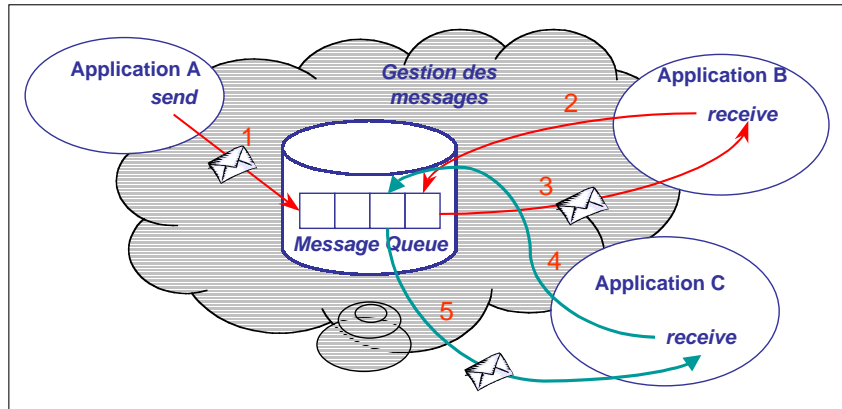 Application A
send
Gestion des
messages
Application B
receive
1
2
3
Message Queue
4
5
Application C
receive